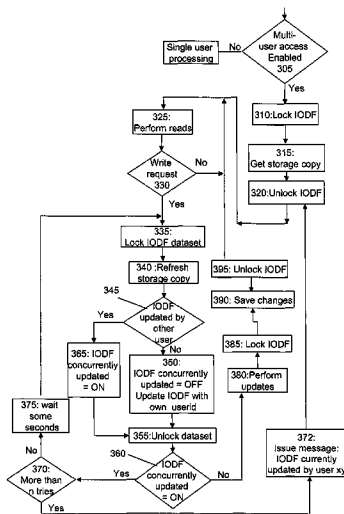 Multi-
user access
Enabled
305
No
Single user
processing
Yes
310:Lock IODF
325:
Perform reads
315:
Get storage copy
320:Unlock IODF
Write
request
330
No
Yes
335:
Lock IODF dataset
340 :Refresh
storage copy
395: Unlock IODF
345
390: Save changes
IODF
updated by
other
user
Yes
No
385: Lock IODF
365: IODF
concurrently
updated
= ON
350:
IODF concurrently
updated = OFF
Update IODF with
own userid
380:Perform
updates
375: wait
some
seconds
355:Unlock dataset
372:
Issue message:
IODF currently
updated by user xy
360
No
370:
More than
n tries
Yes
IODF
concurrently
updated
= ON
No
Yes